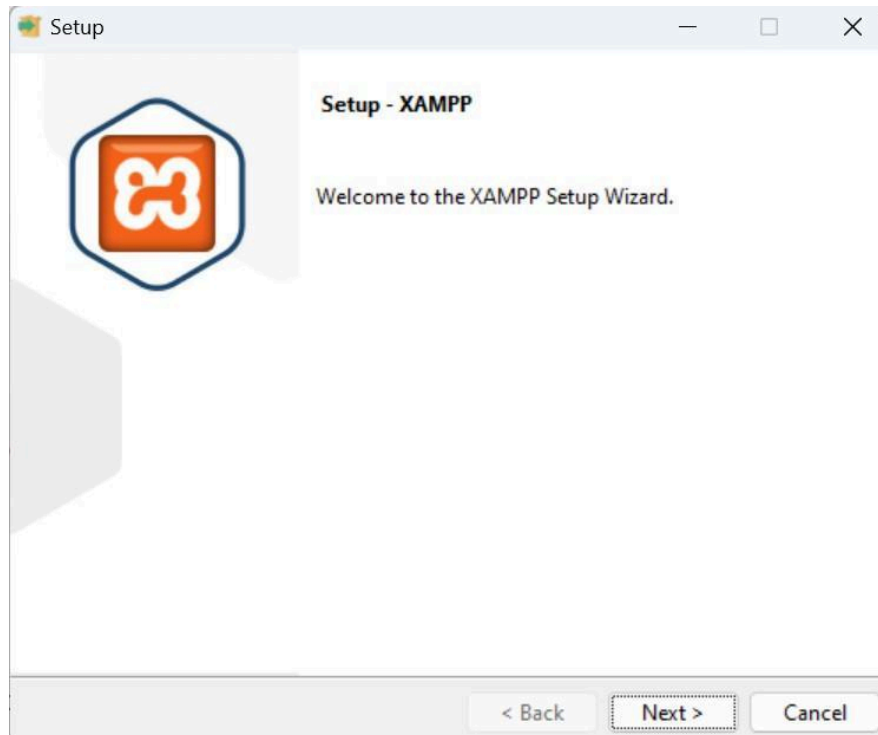 Setup
Setup - XAMPP
Welcome to the XAMPP Setup Wizard.
< Back Next > Cancel